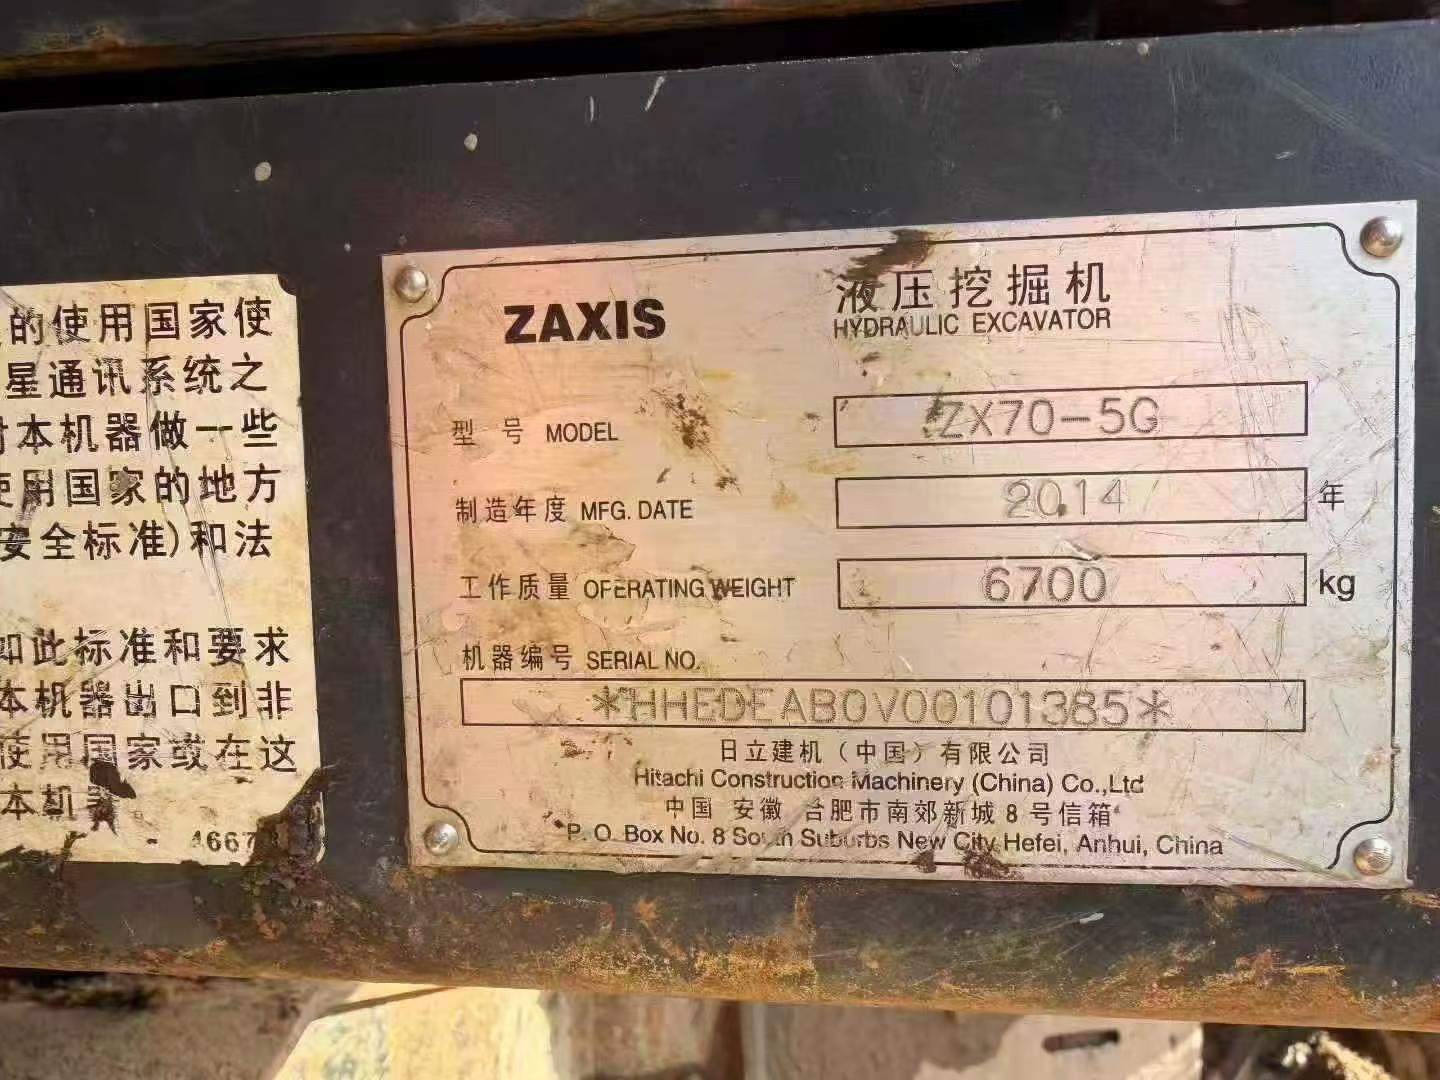 的使用国家使
星通讯系统之
对本机器做一些
使用国家的地方
安全标准)和法
如此标准和要求
本机器出口到非
使用国家或在这
本机器
ZAXIS
液压挖掘机
HYDRAULIC EXCAVATOR
型号 MODEL ZX70-5G
制造年度 MFG. DATE 2014 年
工作质量 OPERATING WEIGHT 6700 kg
机器编号 SERIAL NO.
*HHEDEAB0V00101385*
日立建机（中国）有限公司
Hitachi Construction Machinery (China) Co.,Ltd
中国 安徽 合肥市南郊新城8号信箱
P. O. Box No. 8 South Suburbs New City Hefei, Anhui, China